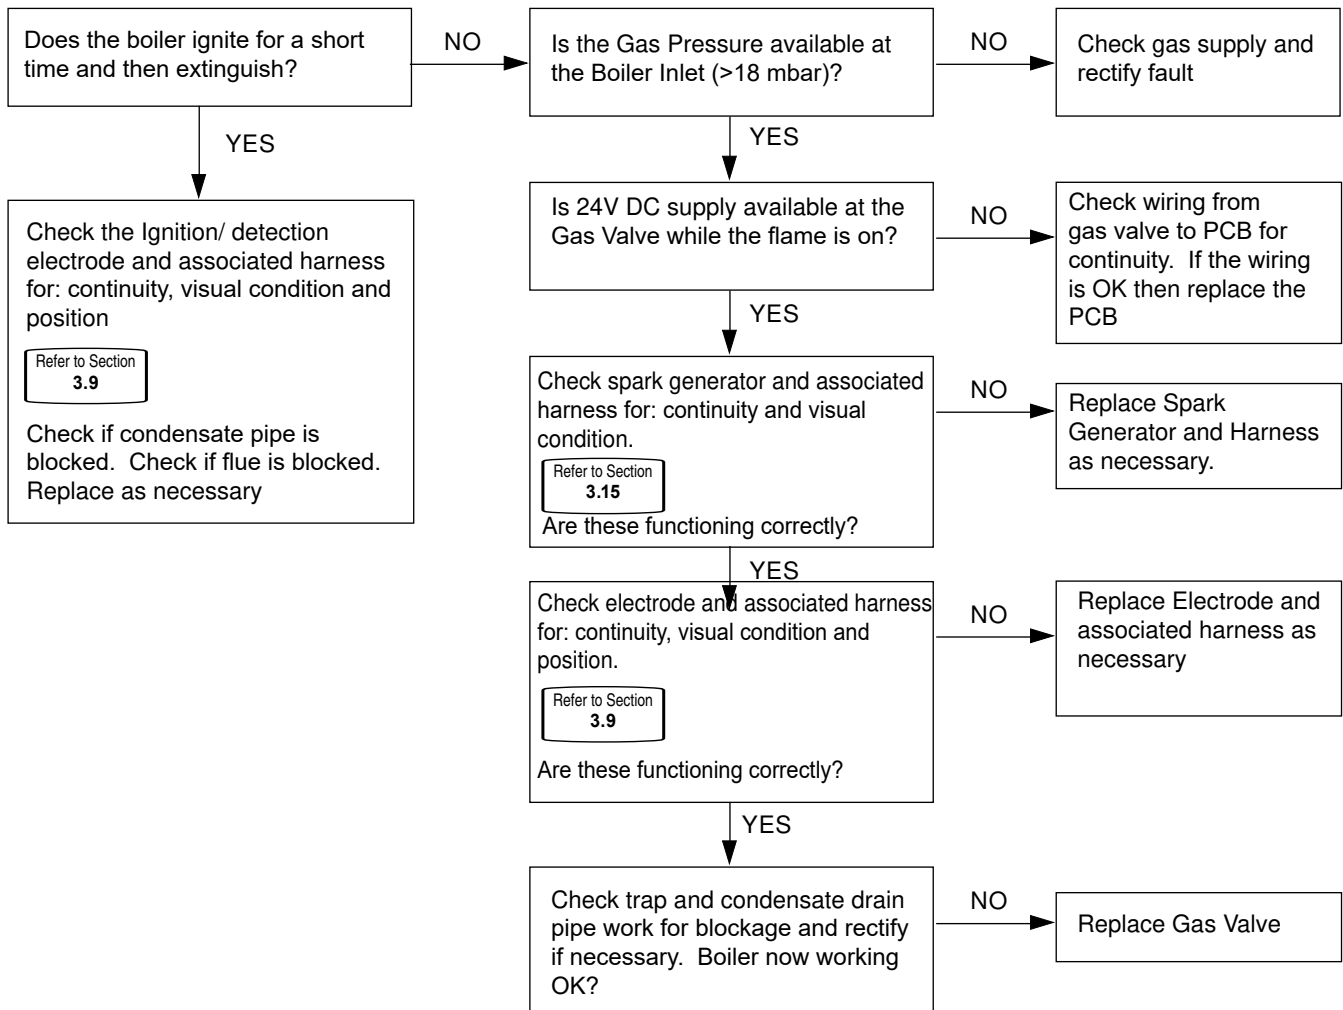 Does the boiler ignite for a short
time and then extinguish?
NO
Is the Gas Pressure available at
the Boiler Inlet (>18 mbar)?
NO
Check gas supply and
rectify fault
YES
YES
Check the Ignition/ detection
electrode and associated harness
for: continuity, visual condition and
position
Refer to Section
3.9
Check if condensate pipe is
blocked.  Check if flue is blocked.
Replace as necessary
Is 24V DC supply available at the
Gas Valve while the flame is on?
NO
Check wiring from
gas valve to PCB for
continuity.  If the wiring
is OK then replace the
PCB
YES
Check spark generator and associated
harness for: continuity and visual
condition.
Refer to Section
3.15
Are these functioning correctly?
NO
Replace Spark
Generator and Harness
as necessary.
YES
Check electrode and associated harness
for: continuity, visual condition and
position.
Refer to Section
3.9
Are these functioning correctly?
NO
Replace Electrode and
associated harness as
necessary
YES
Check trap and condensate drain
pipe work for blockage and rectify
if necessary.  Boiler now working
OK?
NO
Replace Gas Valve